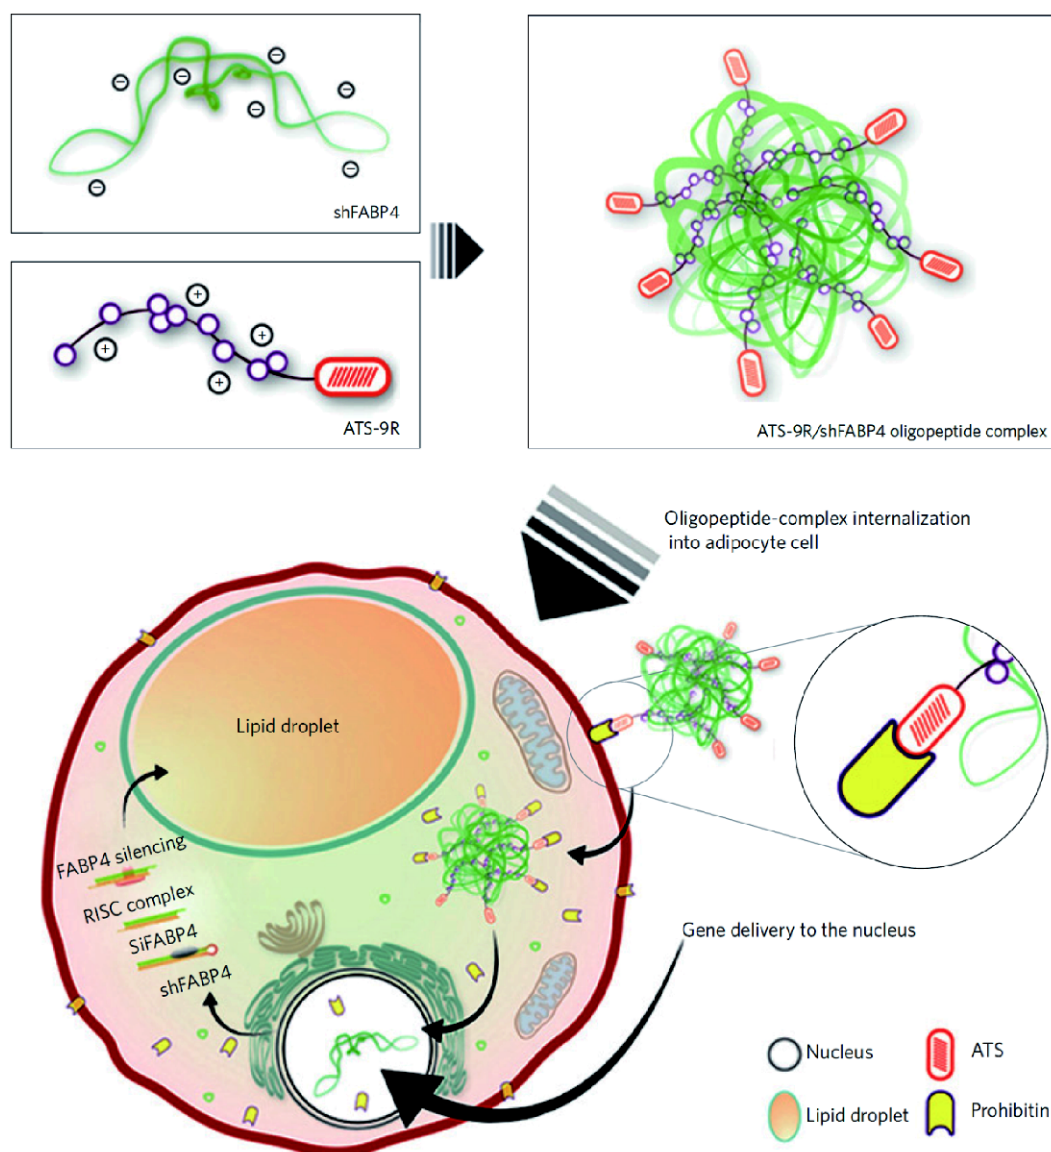 shFABP4
ATS-9R
ATS-9R/shFABP4 oligopeptide complex
Oligopeptide-complex internalization
into adipocyte cell
Lipid droplet
FABP4 silencing
RISC complex
SiFABP4
shFABP4
Gene delivery to the nucleus
Nucleus
ATS
Lipid droplet
Prohibitin